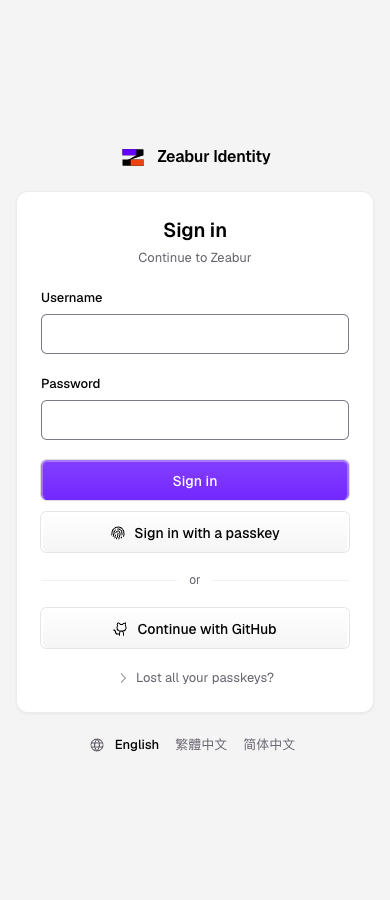 Zeabur Identity
Sign in
Continue to Zeabur
Username
Password
Sign in
Sign in with a passkey
or
Continue with GitHub
Lost all your passkeys?
English 繁體中文 简体中文